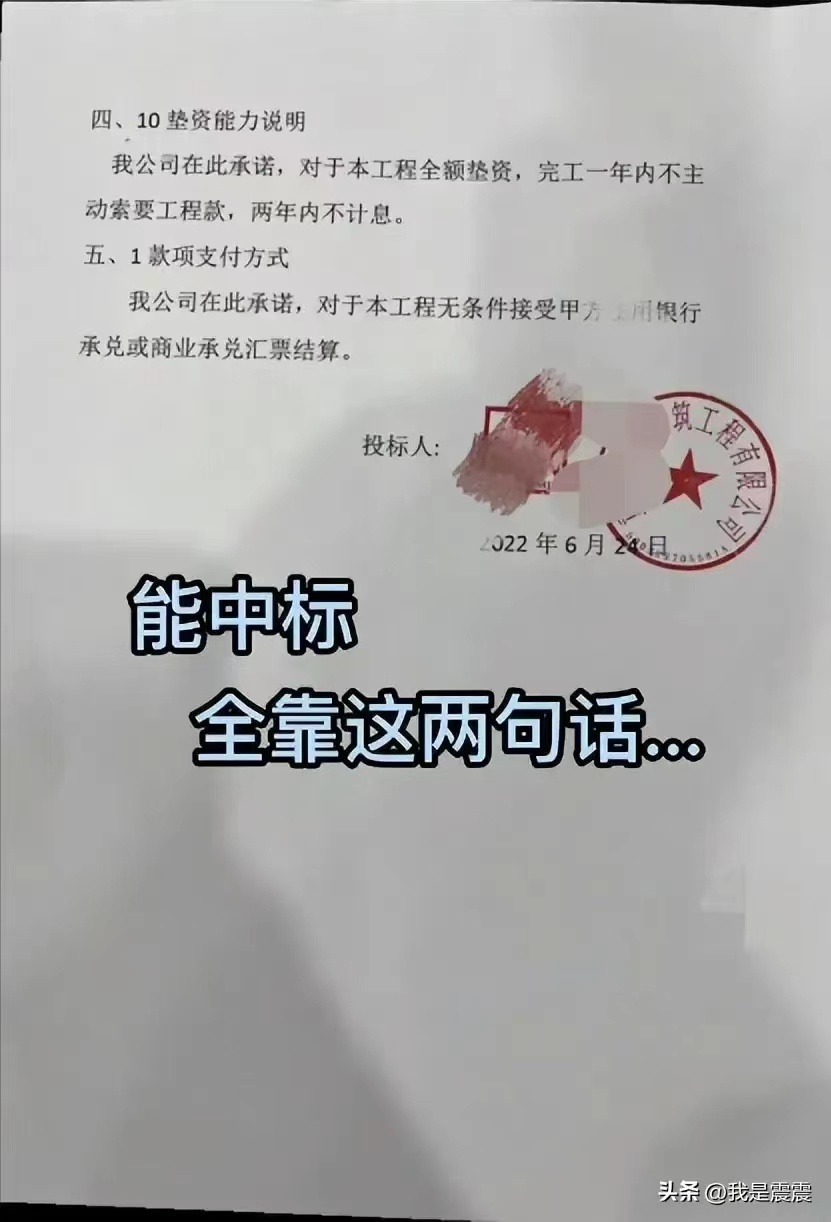 四、10 垫资能力说明
我公司在此承诺，对于本工程全额垫资，完工一年内不主
动索要工程款，两年内不计息。
五、1 款项支付方式
我公司在此承诺，对于本工程无条件接受甲方 用银行
承兑或商业承兑汇票结算。
筑工程有限公司
投标人:
2022 年 6 月 24 日
能中标
全靠这两句话...
头条 @我是震震